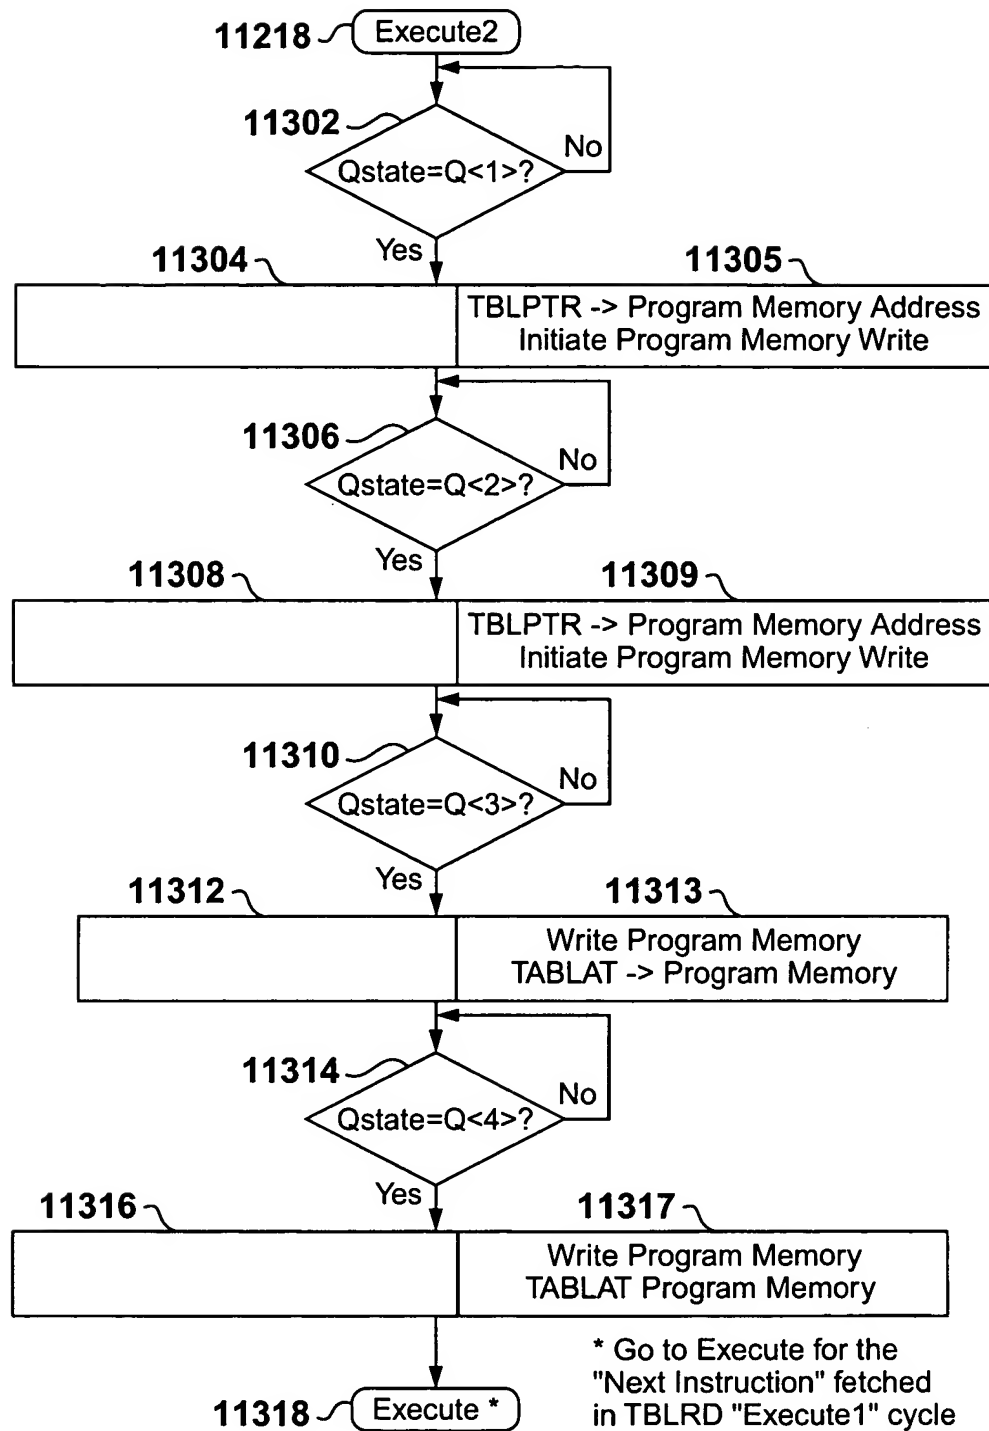 11218 Execute2
11302
Qstate=Q<1>? No
Yes
11304 11305
TBLPTR -> Program Memory Address
Initiate Program Memory Write
11306
Qstate=Q<2>? No
Yes
11308 11309
TBLPTR -> Program Memory Address
Initiate Program Memory Write
11310
Qstate=Q<3>? No
Yes
11312 11313
Write Program Memory
TABLAT -> Program Memory
11314
Qstate=Q<4>? No
Yes
11316 11317
Write Program Memory
TABLAT Program Memory
11318 Execute *
* Go to Execute for the
"Next Instruction" fetched
in TBLRD "Execute1" cycle